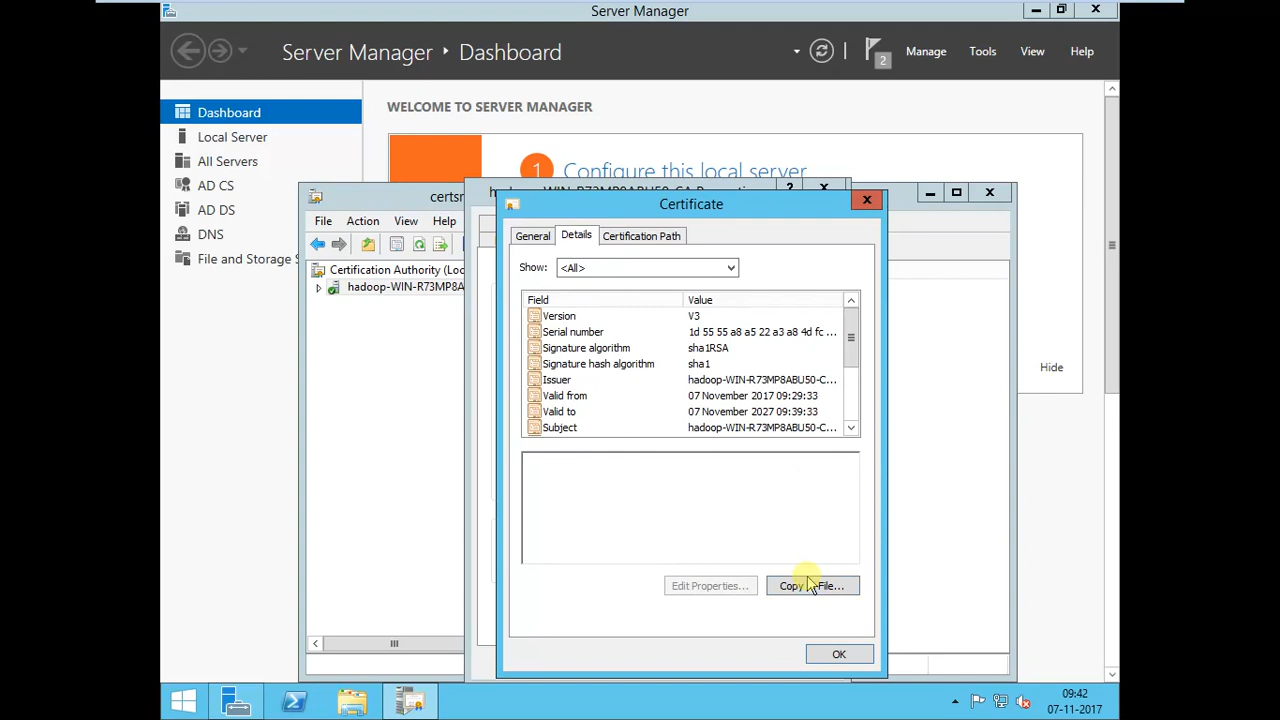 Server Manager
Server Manager ‣ Dashboard
2
Manage
Tools
View
Help
Dashboard
Local Server
All Servers
AD CS
AD DS
DNS
File and Storage S
WELCOME TO SERVER MANAGER
1
Configure this local server
Hide
certsr
File
Action
View
Help
Certification Authority (Loc
hadoop-WIN-R73MP8A
?
Certificate
General
Details
Certification Path
Show:
<All>
Field Value
Version V3
Serial number 1d 55 55 a8 a5 22 a3 a8 4d fc ...
Signature algorithm sha1RSA
Signature hash algorithm sha1
Issuer hadoop-WIN-R73MP8ABU50-C...
Valid from 07 November 2017 09:29:33
Valid to 07 November 2027 09:39:33
Subject hadoop-WIN-R73MP8ABU50-C...
Edit Properties...
Copy File...
OK
09:42
07-11-2017